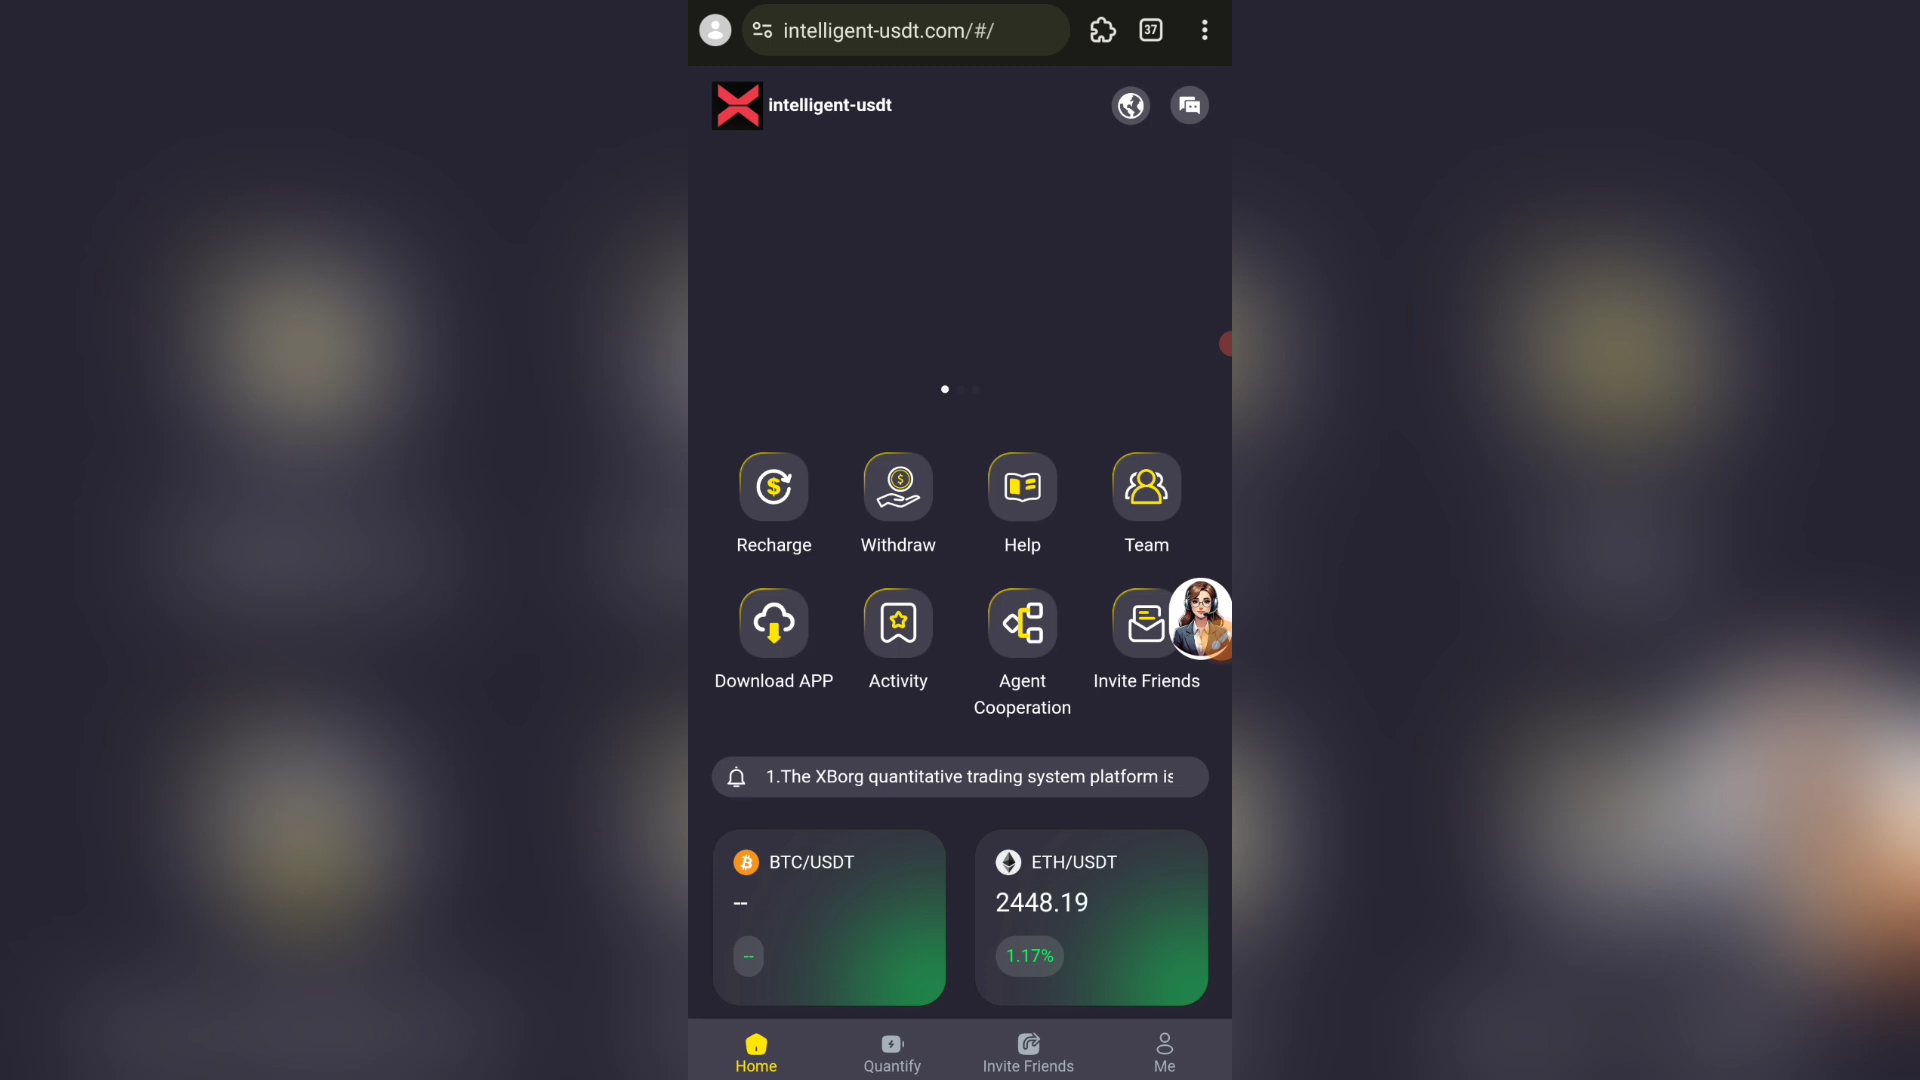 intelligent-usdt.com/#/
37
intelligent-usdt
Recharge
Withdraw
Help
Team
Download APP
Activity
Agent
Cooperation
Invite Friends
1.The XBorg quantitative trading system platform is
BTC/USDT
--
--
ETH/USDT
2448.19
1.17%
Home
Quantify
Invite Friends
Me